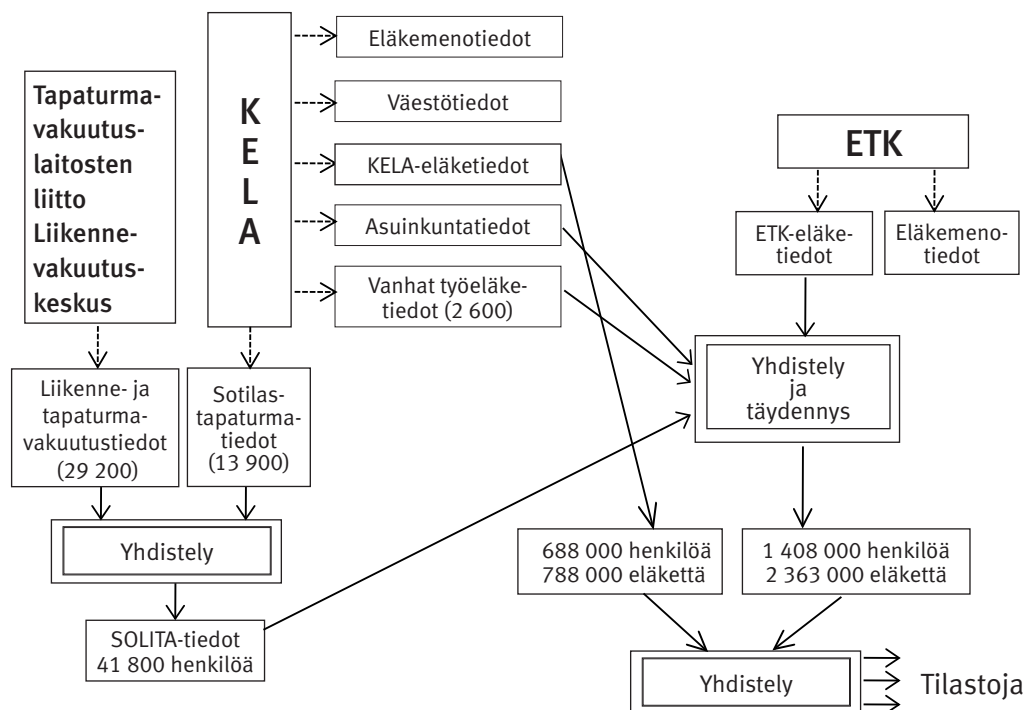 Tapaturma-
vakuutus-
laitosten
liitto
Liikenne-
vakuutus-
keskus
K
E
L
A
Eläkemenotiedot
Väestötiedot
KELA-eläketiedot
Asuinkuntatiedot
Vanhat työeläke-
tiedot (2 600)
ETK
ETK-eläke-
tiedot
Eläkemeno-
tiedot
Liikenne- ja
tapaturma-
vakuutustiedot
(29 200)
Sotilas-
tapaturma-
tiedot
(13 900)
Yhdistely
ja
täydennys
Yhdistely
688 000 henkilöä
788 000 eläkettä
1 408 000 henkilöä
2 363 000 eläkettä
SOLITA-tiedot
41 800 henkilöä
Yhdistely
Tilastoja